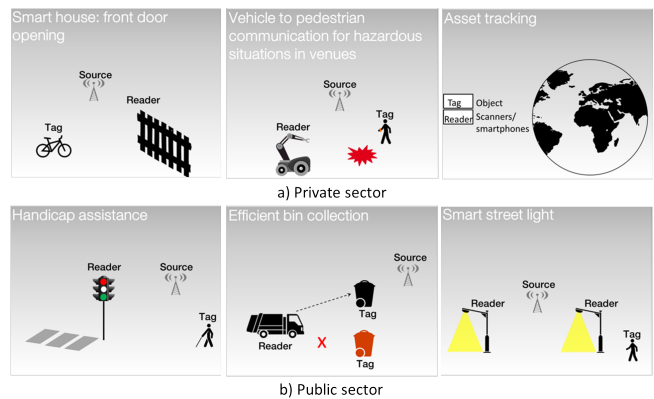 Smart house: front door
opening
Source
Reader
Tag
Vehicle to pedestrian
communication for hazardous
situations in venues
Source
Tag
Reader
Asset tracking
Tag Object
Reader Scanners/
smartphones
a) Private sector
Handicap assistance
Reader
Source
Tag
Efficient bin collection
Source
Tag
Reader X
Tag
Smart street light
Source
Reader
Reader
Tag
b) Public sector